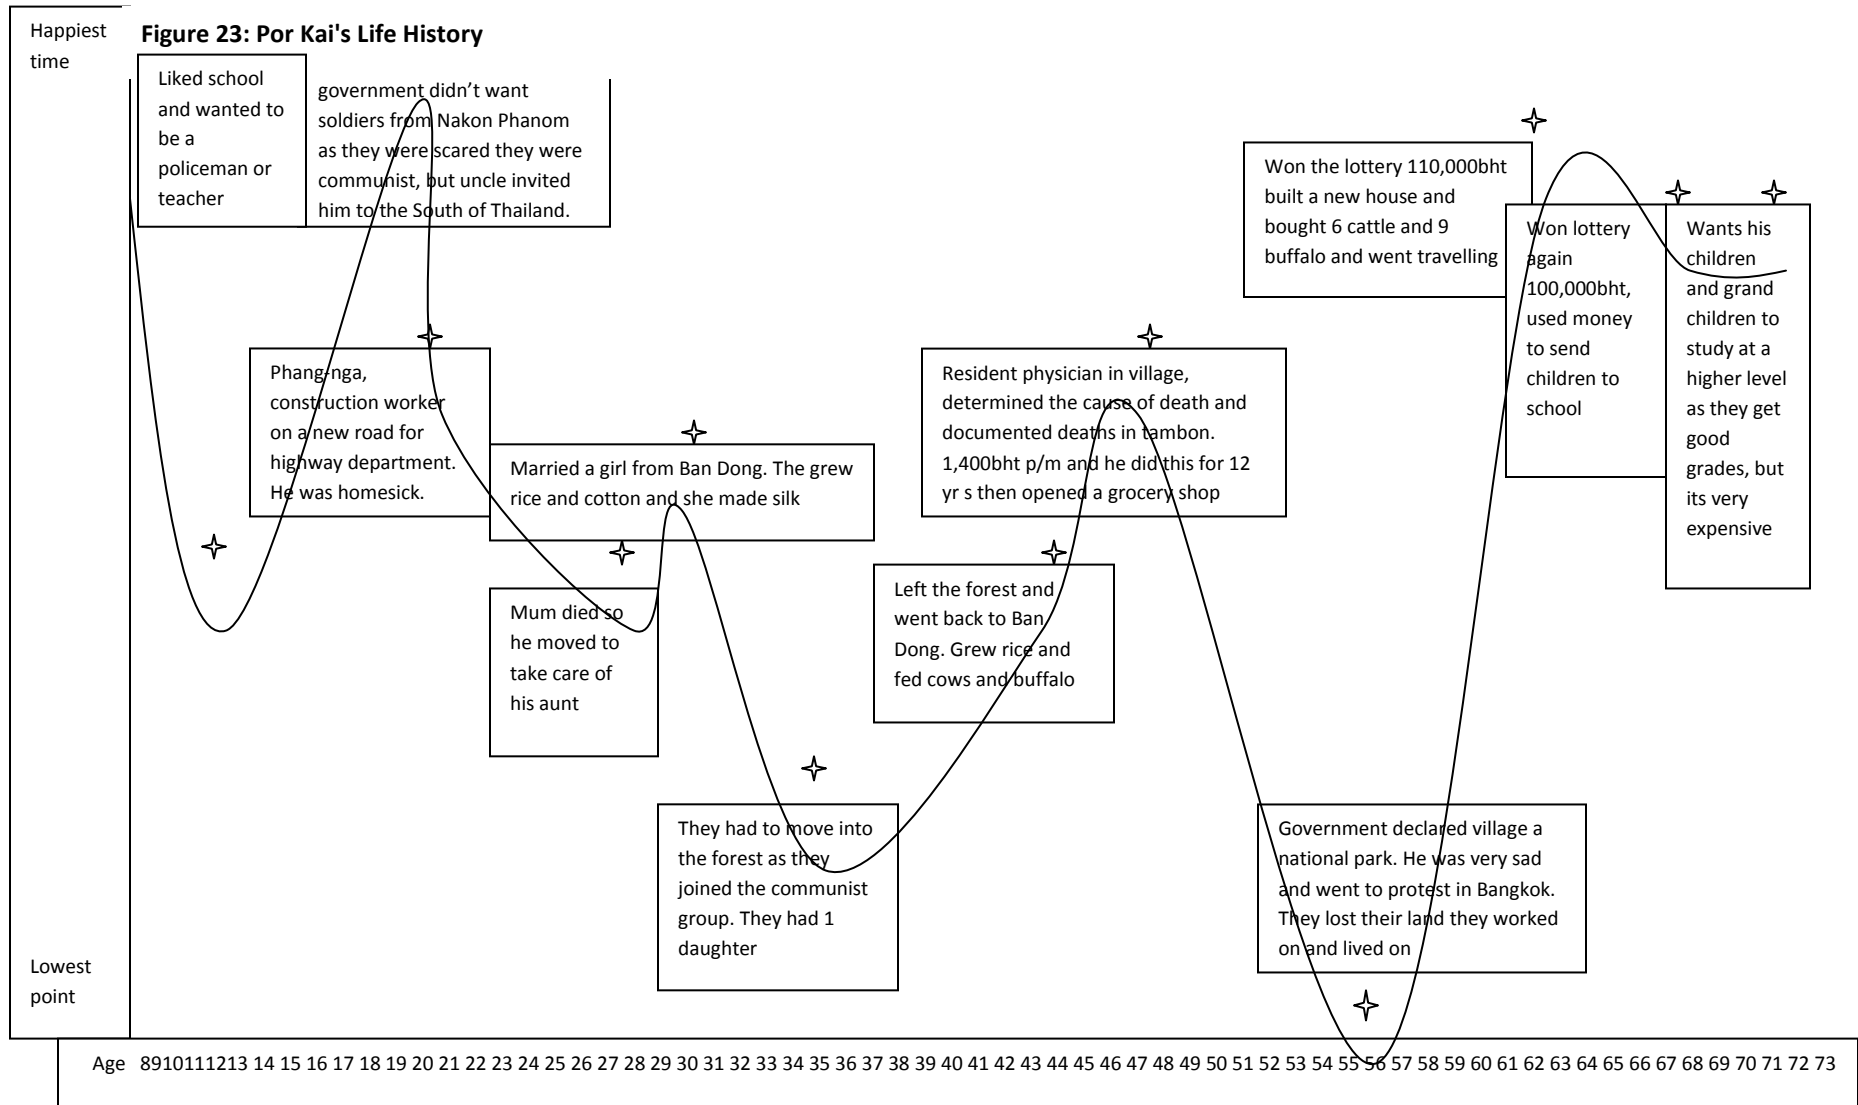 Happiest
time
Figure 23: Por Kai's Life History
Liked school
and wanted to
be a
policeman or
teacher
government didn’t want
soldiers from Nakon Phanom
as they were scared they were
communist, but uncle invited
him to the South of Thailand.
Phang-nga,
construction worker
on a new road for
highway department.
He was homesick.
Married a girl from Ban Dong. The grew
rice and cotton and she made silk
Mum died so
he moved to
take care of
his aunt
They had to move into
the forest as they
joined the communist
group. They had 1
daughter
Left the forest and
went back to Ban
Dong. Grew rice and
fed cows and buffalo
Resident physician in village,
determined the cause of death and
documented deaths in tambon.
1,400bht p/m and he did this for 12
yr s then opened a grocery shop
Government declared village a
national park. He was very sad
and went to protest in Bangkok.
They lost their land they worked
on and lived on
Won the lottery 110,000bht
built a new house and
bought 6 cattle and 9
buffalo and went travelling
Won lottery
again
100,000bht,
used money
to send
children to
school
Wants his
children
and grand
children to
study at a
higher level
as they get
good
grades, but
its very
expensive
Lowest
point
Age 8910111213 14 15 16 17 18 19 20 21 22 23 24 25 26 27 28 29 30 31 32 33 34 35 36 37 38 39 40 41 42 43 44 45 46 47 48 49 50 51 52 53 54 55 56 57 58 59 60 61 62 63 64 65 66 67 68 69 70 71 72 73